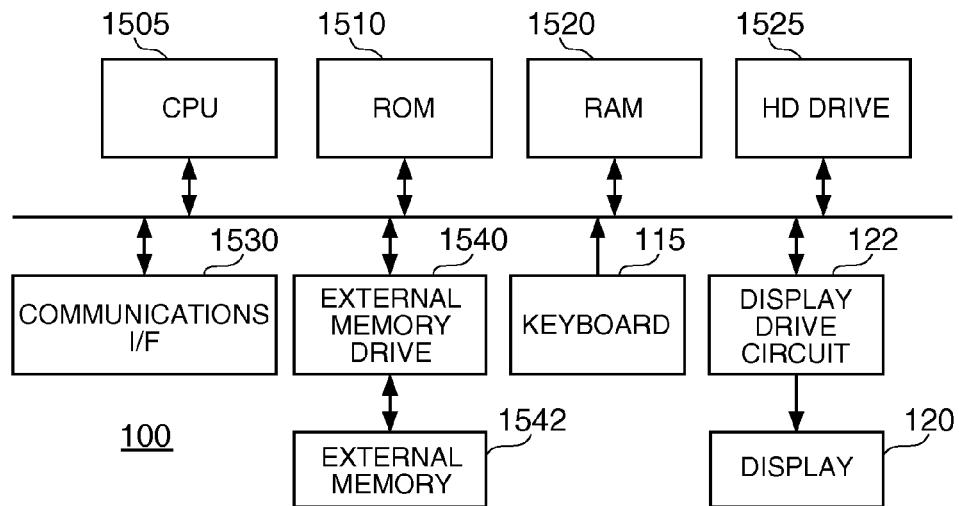 1505
1510
1520
1525
CPU
ROM
RAM
HD DRIVE
1530
1540
115
122
COMMUNICATIONS
I/F
EXTERNAL
MEMORY
DRIVE
KEYBOARD
DISPLAY
DRIVE
CIRCUIT
100
1542
120
EXTERNAL
MEMORY
DISPLAY